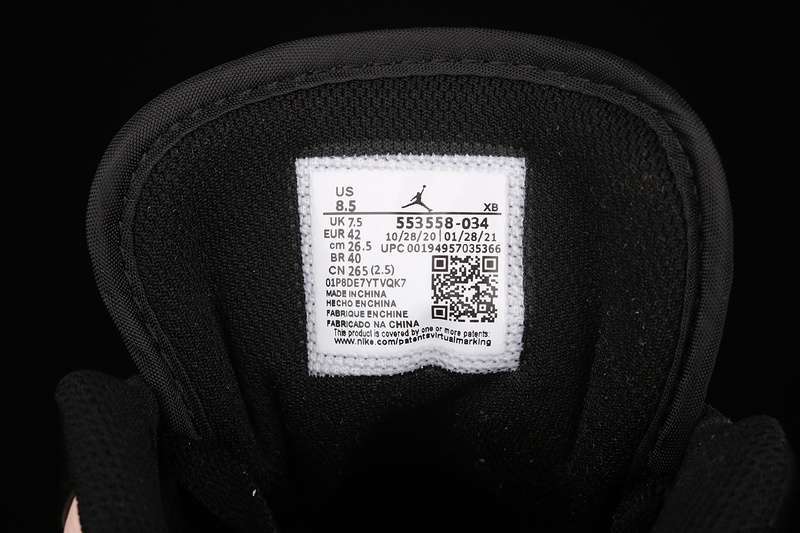 US
8.5 XB
UK 7.5 553558-034
EUR 42 10/28/20 | 01/28/21
cm 26.5 UPC 00194957035366
BR 40
CN 265 (2.5)
01P8DE7YTVQK7
MADE IN CHINA
HECHO EN CHINA
FABRIQUE EN CHINE
FABRICADO NA CHINA
This product is covered by one or more patents.
www.nike.com/patentsvirtualmarking